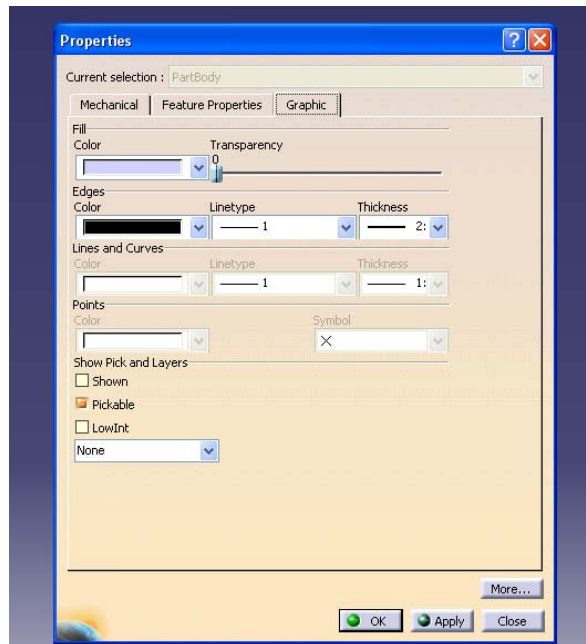 Properties
Current selection : PartBody
Mechanical Feature Properties Graphic
Fill
Color Transparency
0
Edges
Color Linetype Thickness
1 2:
Lines and Curves
Color Linetype Thickness
1 1:
Points
Color Symbol
Show Pick and Layers
Shown
Pickable
LowInt
None
More...
OK Apply Close